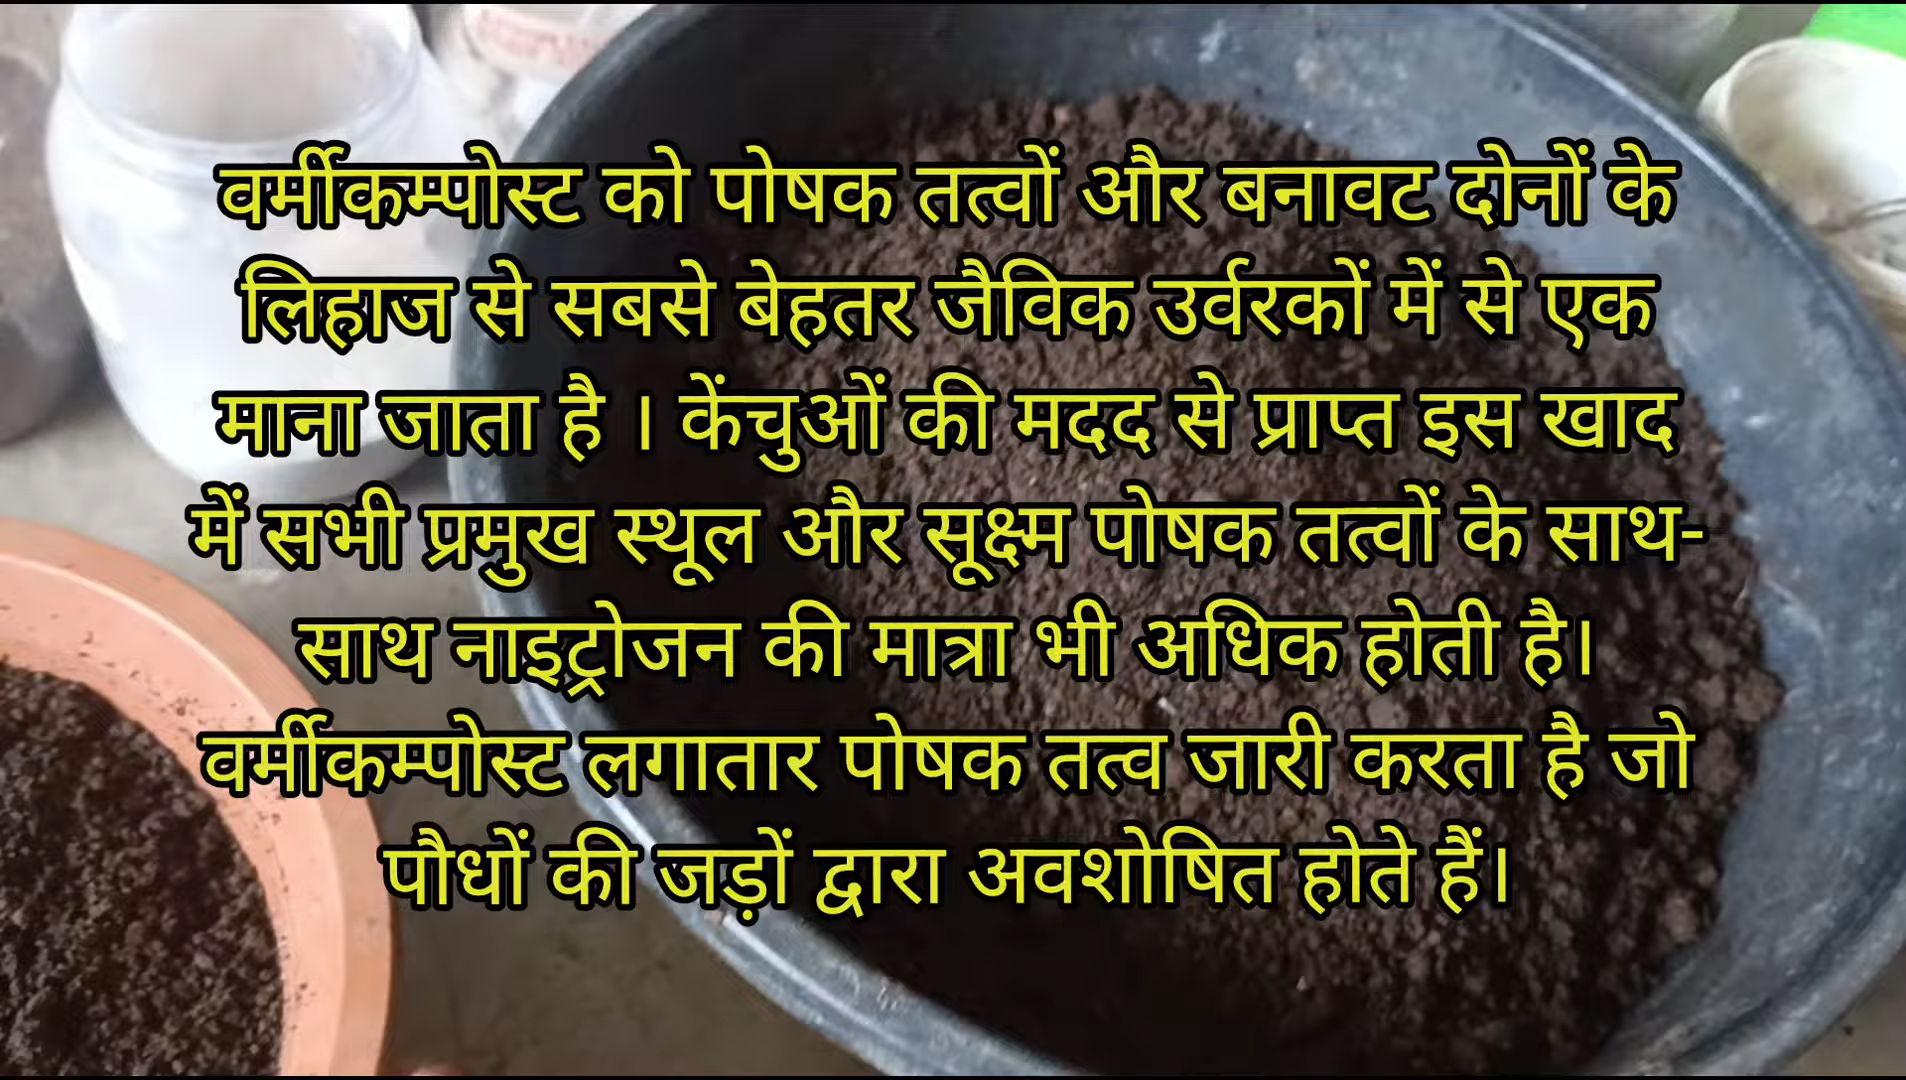 वर्मीकम्पोस्ट को पोषक तत्वों और बनावट दोनों के
लिहाज से सबसे बेहतर जैविक उर्वरकों में से एक
माना जाता है । केंचुओं की मदद से प्राप्त इस खाद
में सभी प्रमुख स्थूल और सूक्ष्म पोषक तत्वों के साथ-
साथ नाइट्रोजन की मात्रा भी अधिक होती है।
वर्मीकम्पोस्ट लगातार पोषक तत्व जारी करता है जो
पौधों की जड़ों द्वारा अवशोषित होते हैं।